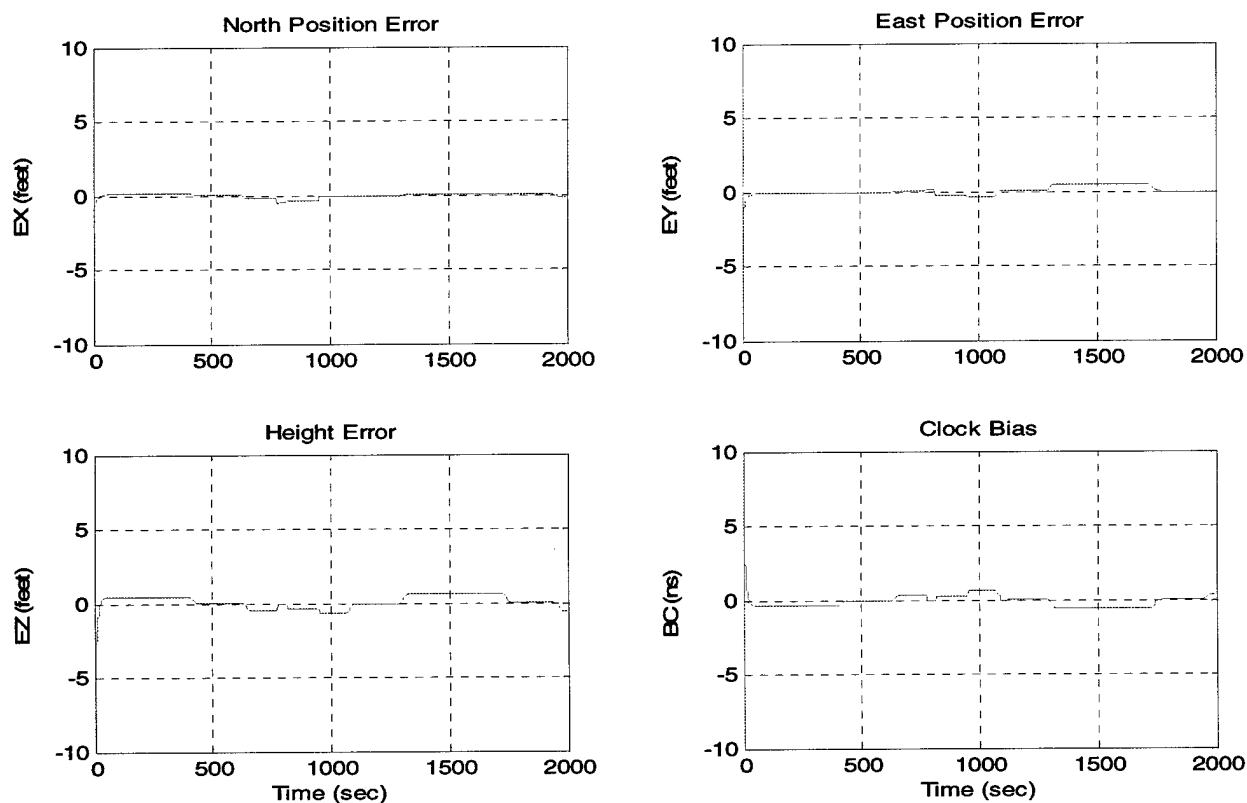 North Position Error
10
5
0
-5
-10
EX (feet)
0 500 1000 1500 2000
East Position Error
10
5
0
-5
-10
EY (feet)
0 500 1000 1500 2000
Height Error
10
5
0
-5
-10
EZ (feet)
0 500 1000 1500 2000
Time (sec)
Clock Bias
10
5
0
-5
-10
BC (ns)
0 500 1000 1500 2000
Time (sec)